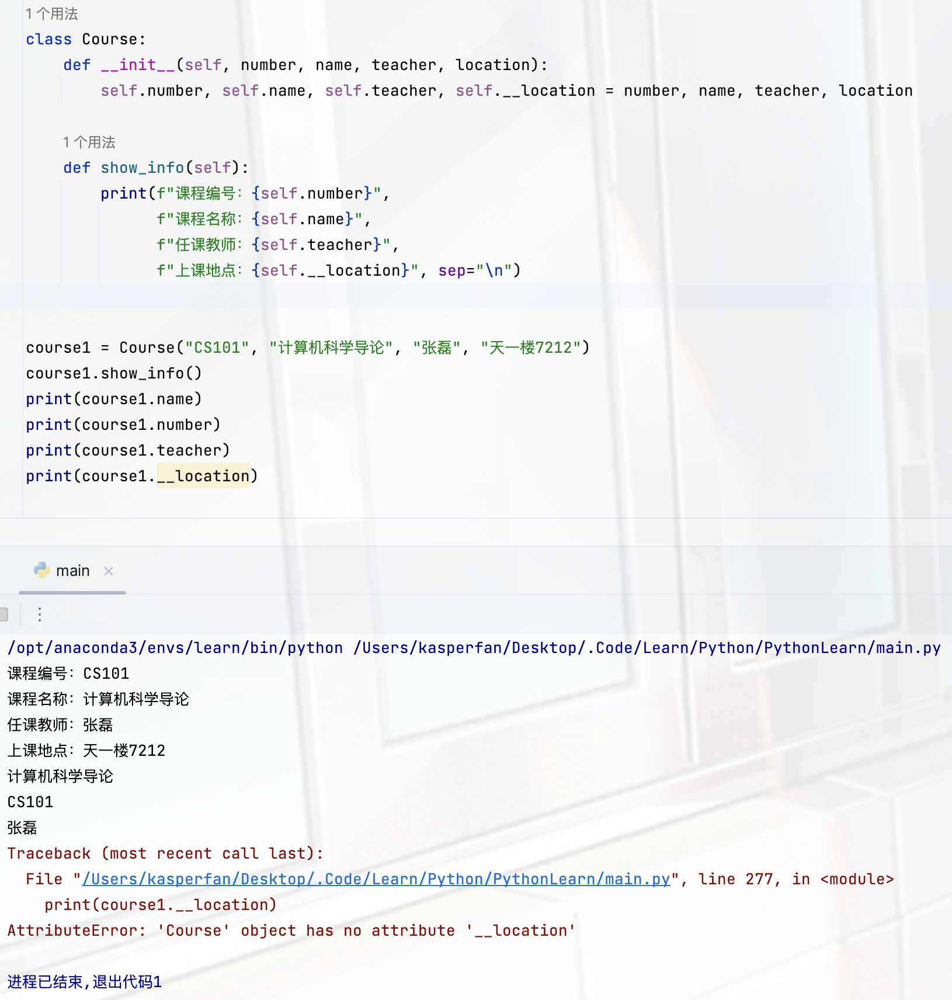 1 个用法
class Course:
    def __init__(self, number, name, teacher, location):
        self.number, self.name, self.teacher, self.__location = number, name, teacher, location
    1 个用法
    def show_info(self):
        print(f"课程编号：{self.number}",
              f"课程名称：{self.name}",
              f"任课教师：{self.teacher}",
              f"上课地点：{self.__location}", sep="\n")
course1 = Course("CS101", "计算机科学导论", "张磊", "天一楼7212")
course1.show_info()
print(course1.name)
print(course1.number)
print(course1.teacher)
print(course1.__location)
main
/opt/anaconda3/envs/learn/bin/python /Users/kasperfan/Desktop/.Code/Learn/Python/PythonLearn/main.py
课程编号：CS101
课程名称：计算机科学导论
任课教师：张磊
上课地点：天一楼7212
计算机科学导论
CS101
张磊
Traceback (most recent call last):
  File "/Users/kasperfan/Desktop/.Code/Learn/Python/PythonLearn/main.py", line 277, in <module>
    print(course1.__location)
AttributeError: 'Course' object has no attribute '__location'
进程已结束,退出代码1